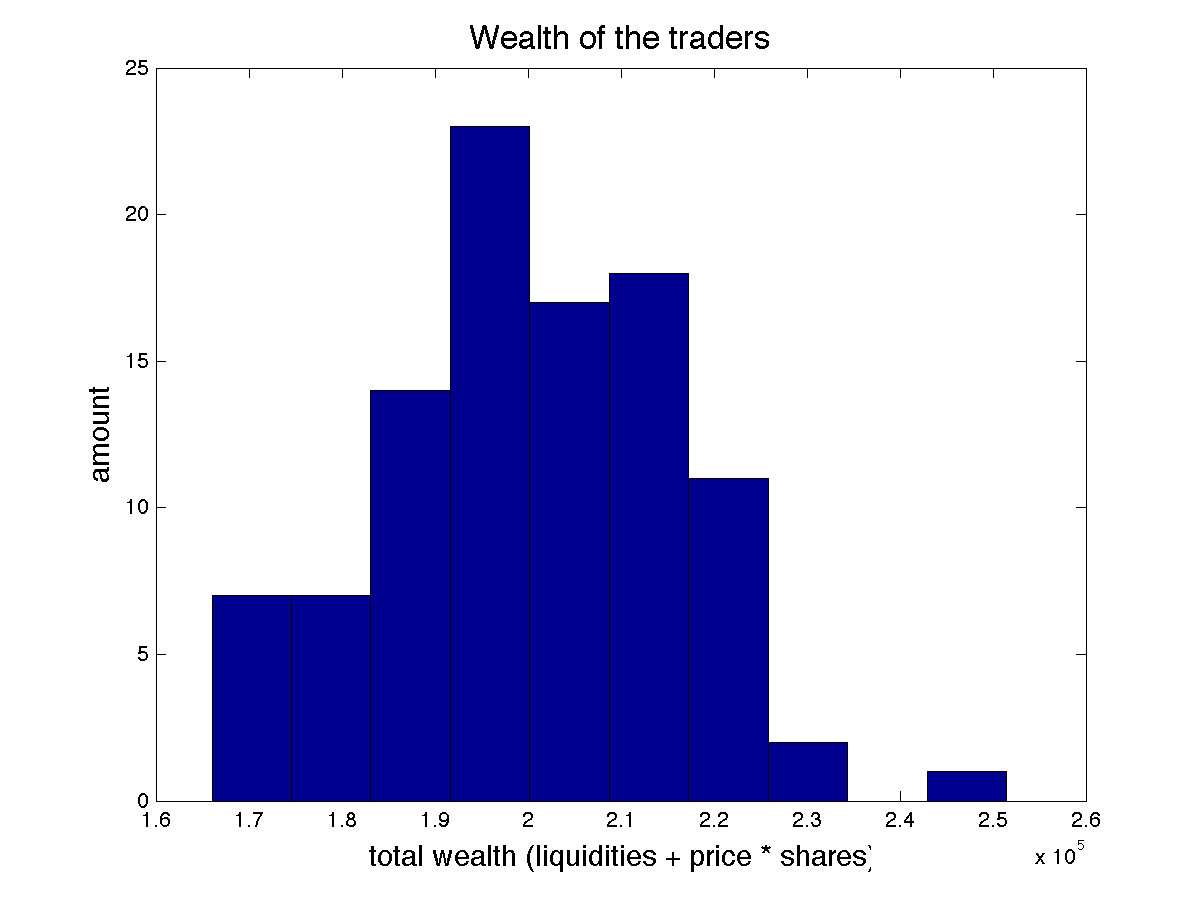 Wealth of the traders
25
20
15
10
5
0
amount
1.6 1.7 1.8 1.9 2 2.1 2.2 2.3 2.4 2.5 2.6
total wealth (liquidities + price * shares)
x 10^5